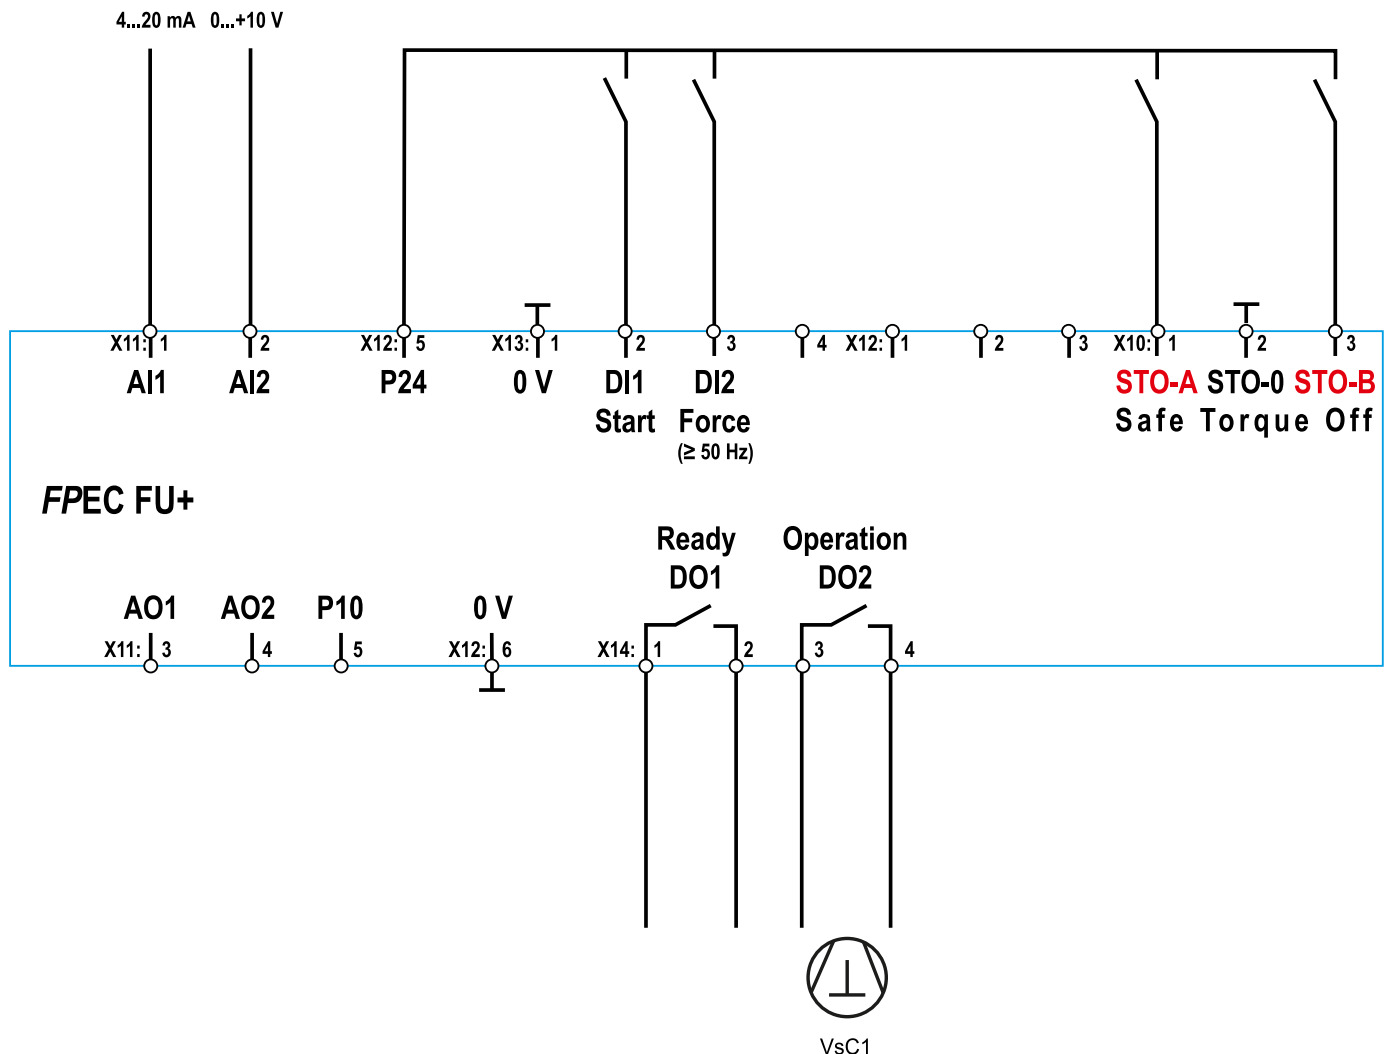 4...20 mA 0...+10 V
X11: 1 2 X12: 5 X13: 1 2 3 4 X12: 1 2 3 X10: 1 2 3
AI1 AI2 P24 0 V DI1 DI2 STO-A STO-0 STO-B
Start Force Safe Torque Off
(≥ 50 Hz)
FPEC FU+
Ready Operation
DO1 DO2
AO1 AO2 P10 0 V
X11: 3 4 5 X12: 6 X14: 1 2 3 4
VsC1